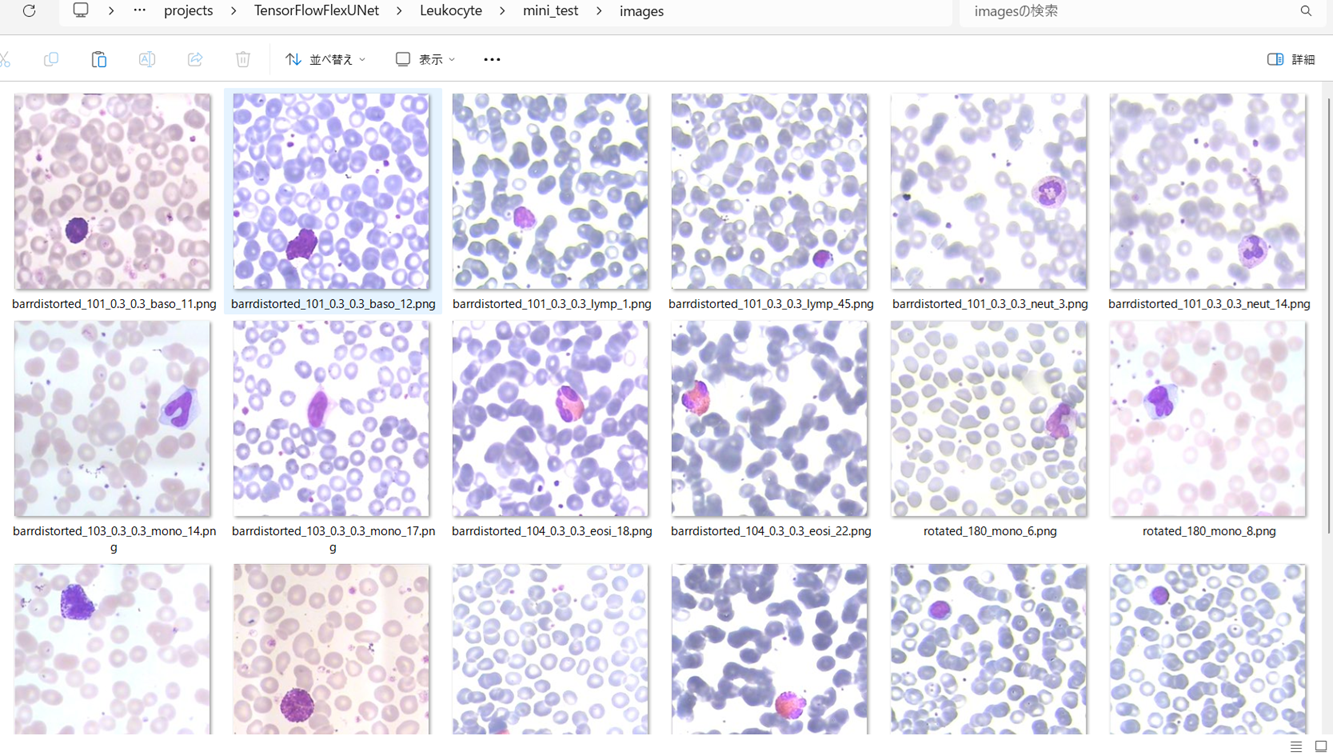 projects > TensorFlowFlexUNet > Leukocyte > mini_test > images
imagesの検索
並べ替え
表示
詳細
barrdistorted_101_0.3_0.3_baso_11.png
barrdistorted_101_0.3_0.3_baso_12.png
barrdistorted_101_0.3_0.3_lymp_1.png
barrdistorted_101_0.3_0.3_lymp_45.png
barrdistorted_101_0.3_0.3_neut_3.png
barrdistorted_101_0.3_0.3_neut_14.png
barrdistorted_103_0.3_0.3_mono_14.pn
g
barrdistorted_103_0.3_0.3_mono_17.pn
g
barrdistorted_104_0.3_0.3_eosi_18.png
barrdistorted_104_0.3_0.3_eosi_22.png
rotated_180_mono_6.png
rotated_180_mono_8.png